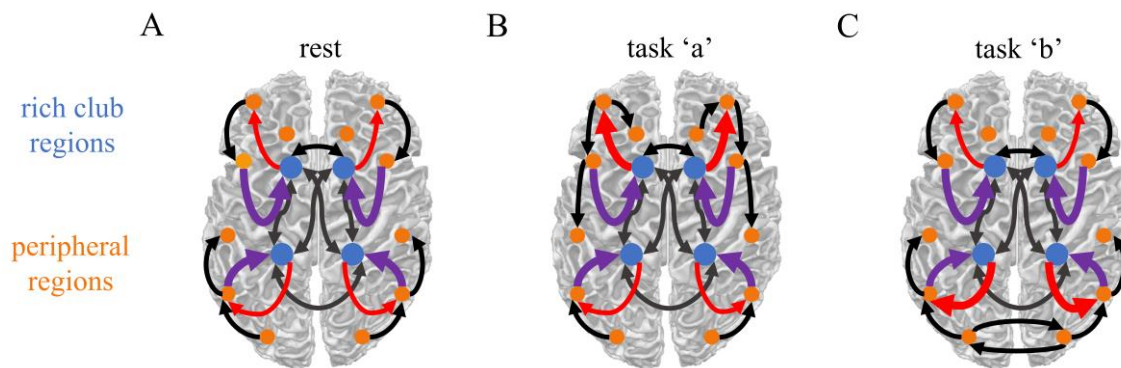 A
rest
B
task ‘a’
C
task ‘b’
rich club
regions
peripheral
regions